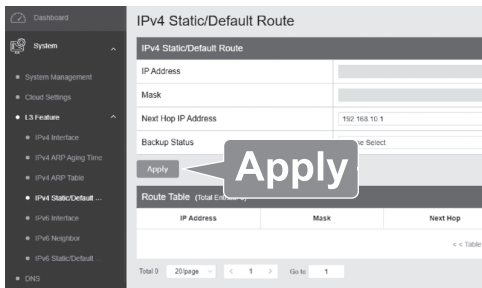 Dashboard
IPv4 Static/Default Route
System
IPv4 Static/Default Route
System Management
IP Address
Cloud Settings
Mask
L3 Feature
Next Hop IP Address
192.168.10.1
IPv4 Interface
Backup Status
Select
IPv4 ARP Aging Time
Apply
Apply
IPv4 ARP Table
IPv4 Static/Default ...
Route Table (Total
IPv6 Interface
IP Address
Mask
Next Hop
IPv6 Neighbor
< < Table
IPv6 Static/Default ...
Total 0
20/page
<
1
>
Go to
1
DNS